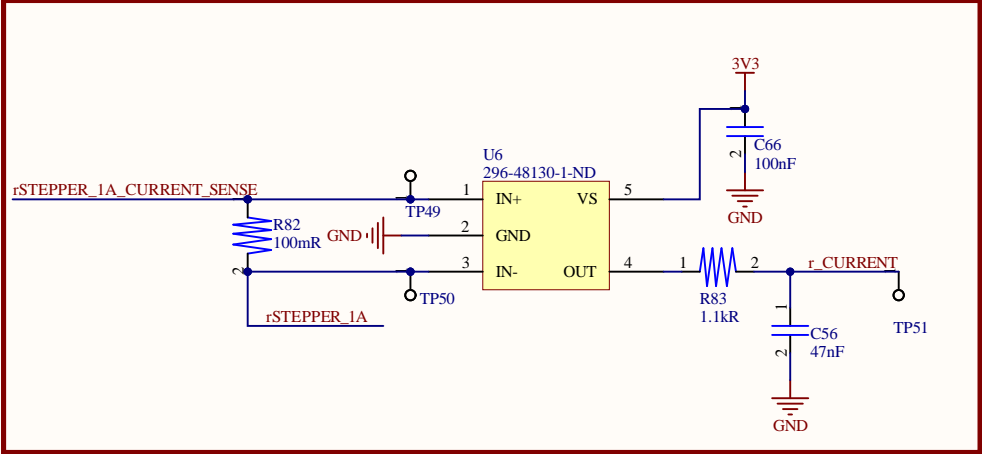 3V3
2
C66
100nF
GND
U6
296-48130-1-ND
rSTEPPER_1A_CURRENT_SENSE
1
IN+
VS
5
TP49
R82
100mR
GND
2
GND
2
3
IN-
OUT
4
1
2
r_CURRENT
TP50
R83
1.1kR
rSTEPPER_1A
1
C56
47nF
2
TP51
GND